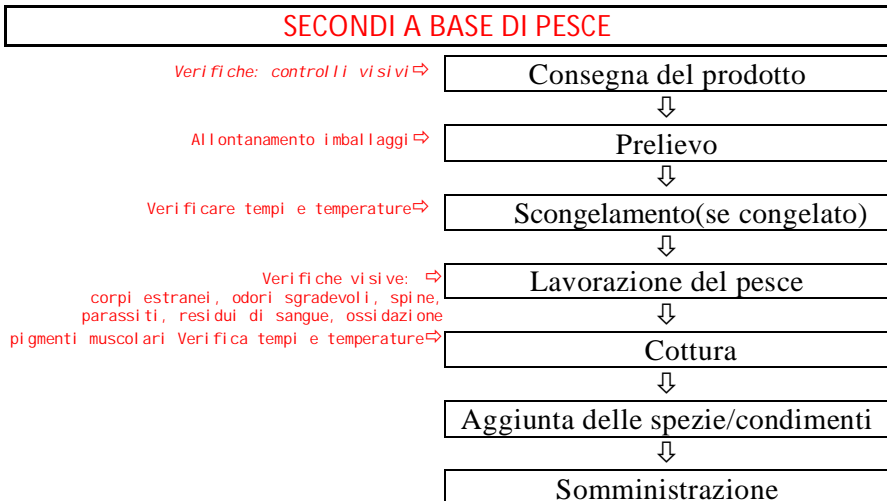 SECONDI A BASE DI PESCE
Verifiche: controlli visivi⇨
Consegna del prodotto
⇩
Allontanamento imballaggi⇨
Prelievo
⇩
Verificare tempi e temperature⇨
Scongelamento(se congelato)
⇩
Verifiche visive: ⇨
Lavorazione del pesce
corpi estranei, odori sgradevoli, spine,
parassiti, residui di sangue, ossidazione
⇩
pigmenti muscolari Verifica tempi e temperature⇨
Cottura
⇩
Aggiunta delle spezie/condimenti
⇩
Somministrazione